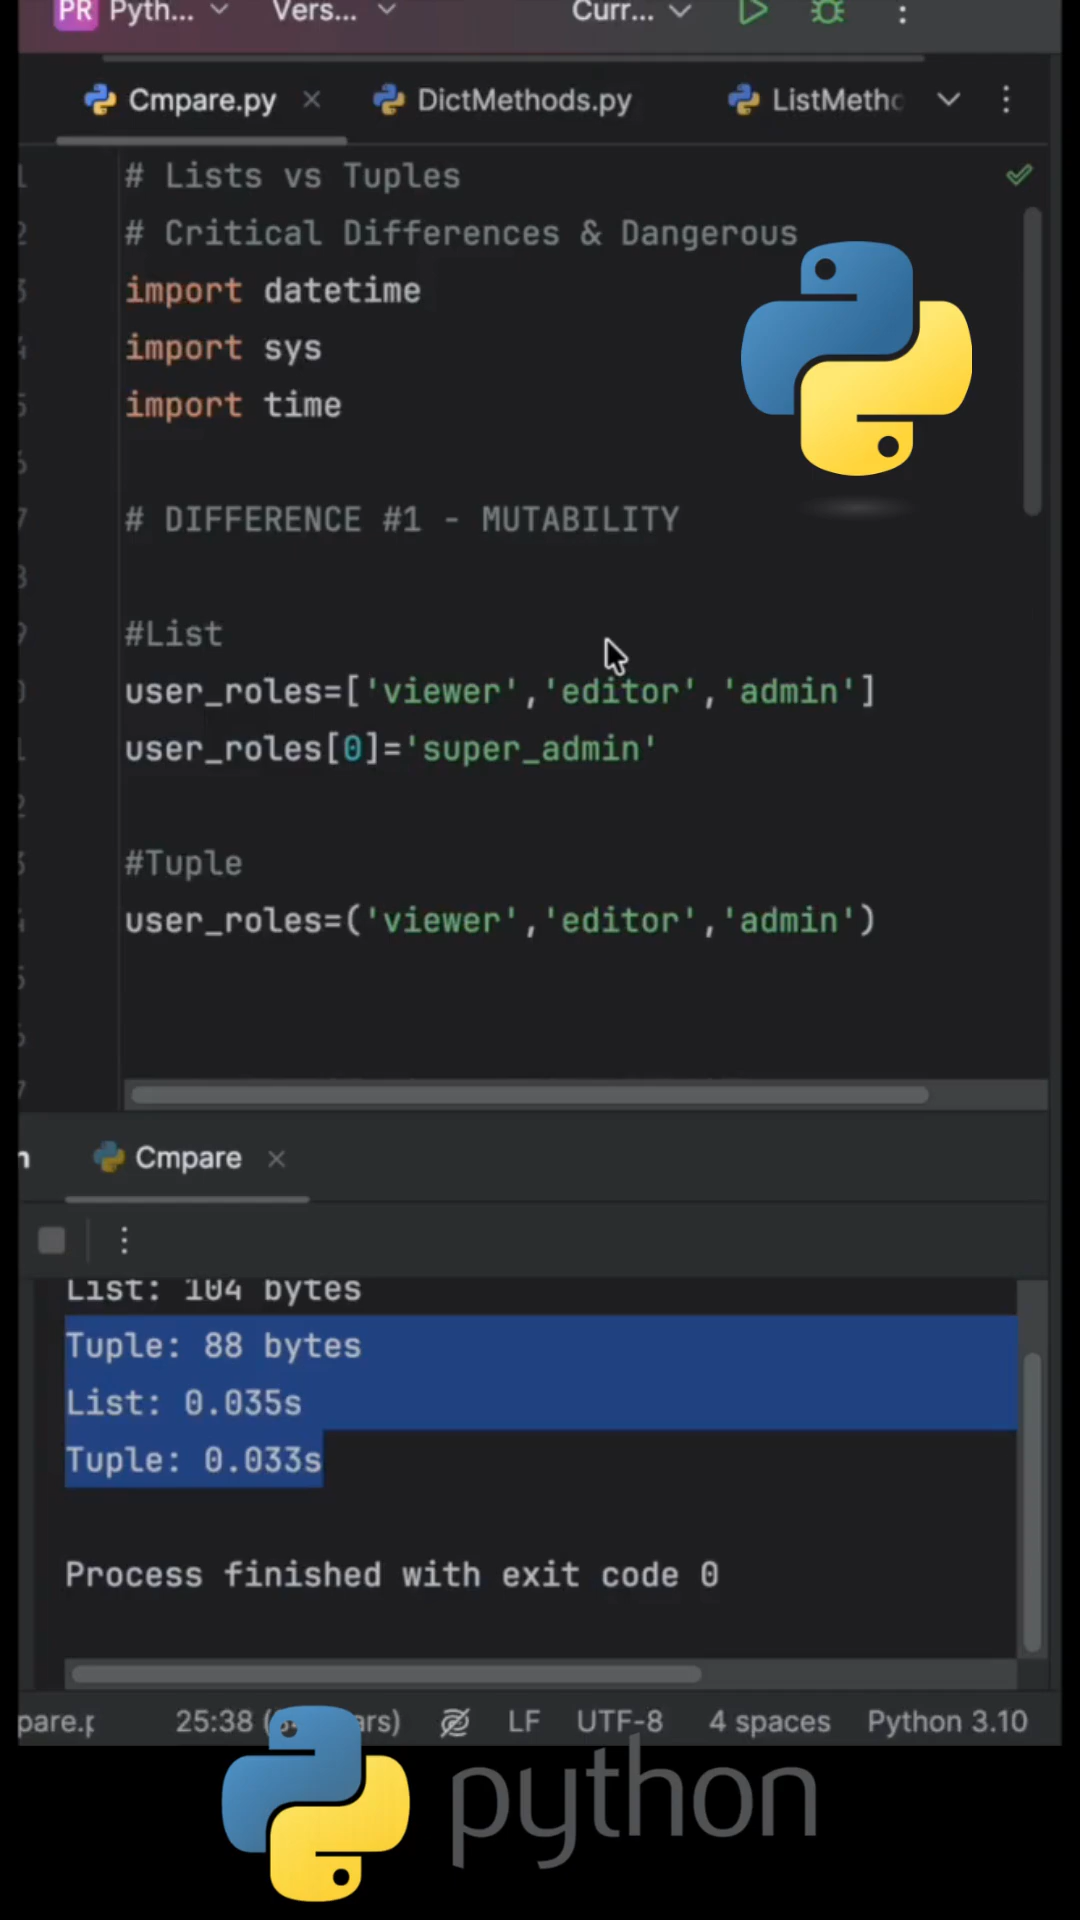 PR Pyth... Vers... Curr...
Cmpare.py DictMethods.py ListMetho
# Lists vs Tuples
# Critical Differences & Dangerous
import datetime
import sys
import time
# DIFFERENCE #1 - MUTABILITY
#List
user_roles=['viewer','editor','admin']
user_roles[0]='super_admin'
#Tuple
user_roles=('viewer','editor','admin')
Cmpare
List: 104 bytes
Tuple: 88 bytes
List: 0.035s
Tuple: 0.033s
Process finished with exit code 0
pare.p 25:38 LF UTF-8 4 spaces Python 3.10
python